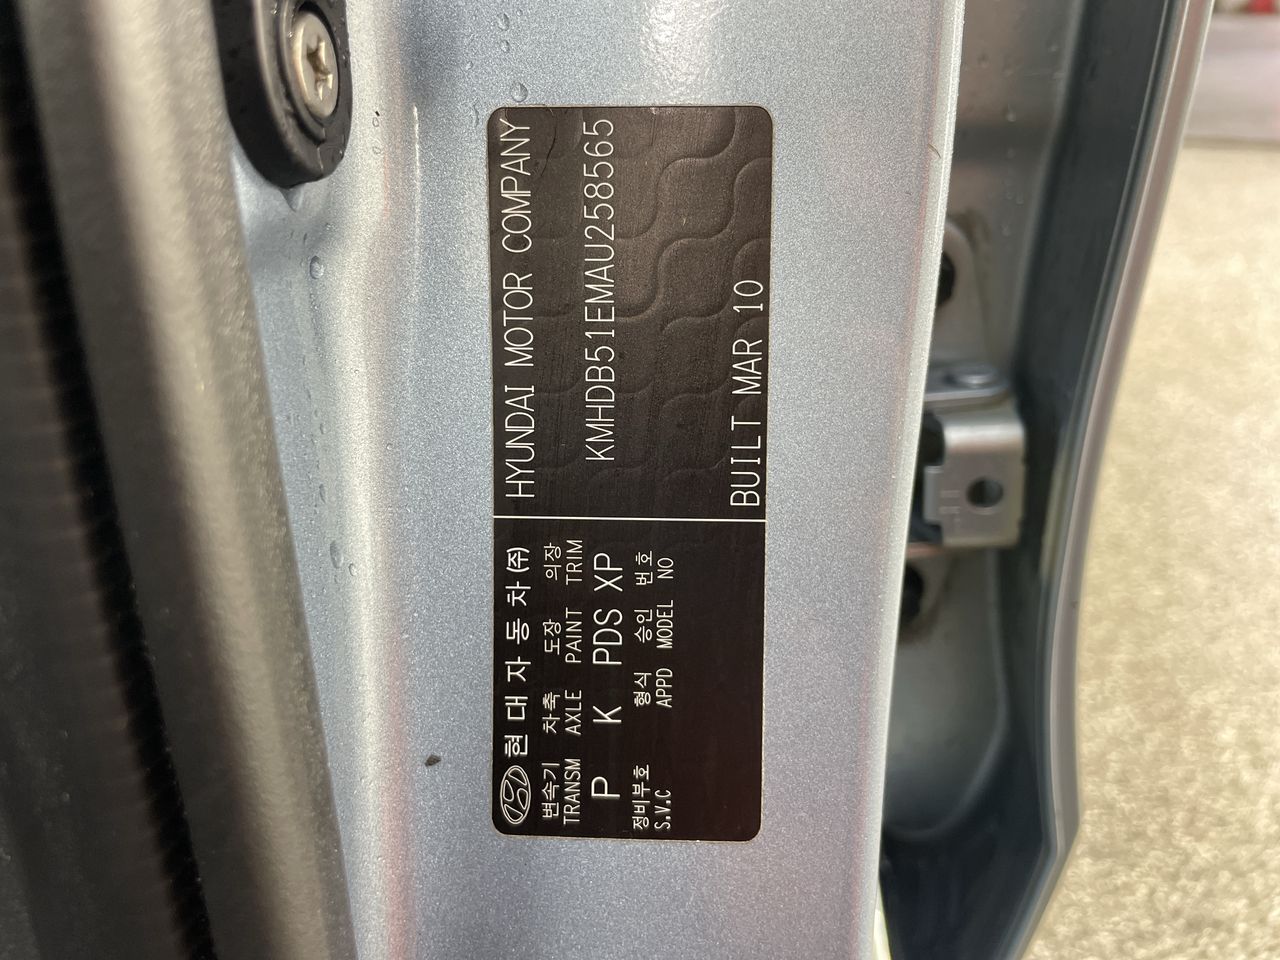 현대자동차(주)
HYUNDAI MOTOR COMPANY
변속기 차축 도장 의장
TRANSM AXLE PAINT TRIM
P K PDS XP
KMHDB51EMAU258565
정비부호 형식 승인 번호
S.V.C APPD MODEL NO
BUILT MAR 10